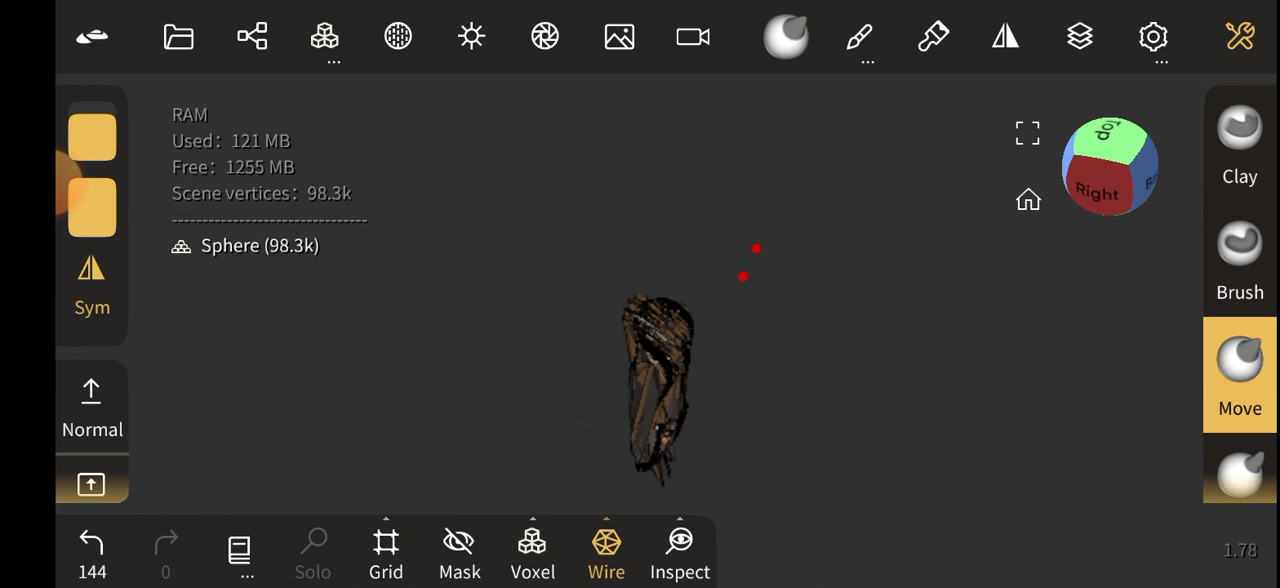 RAM
Used: 121 MB
Free: 1255 MB
Scene vertices: 98.3k
-------------------------------
Sphere (98.3k)
Top
Right
Clay
Brush
Move
Sym
Normal
144
0
...
Solo
Grid
Mask
Voxel
Wire
Inspect
1.78